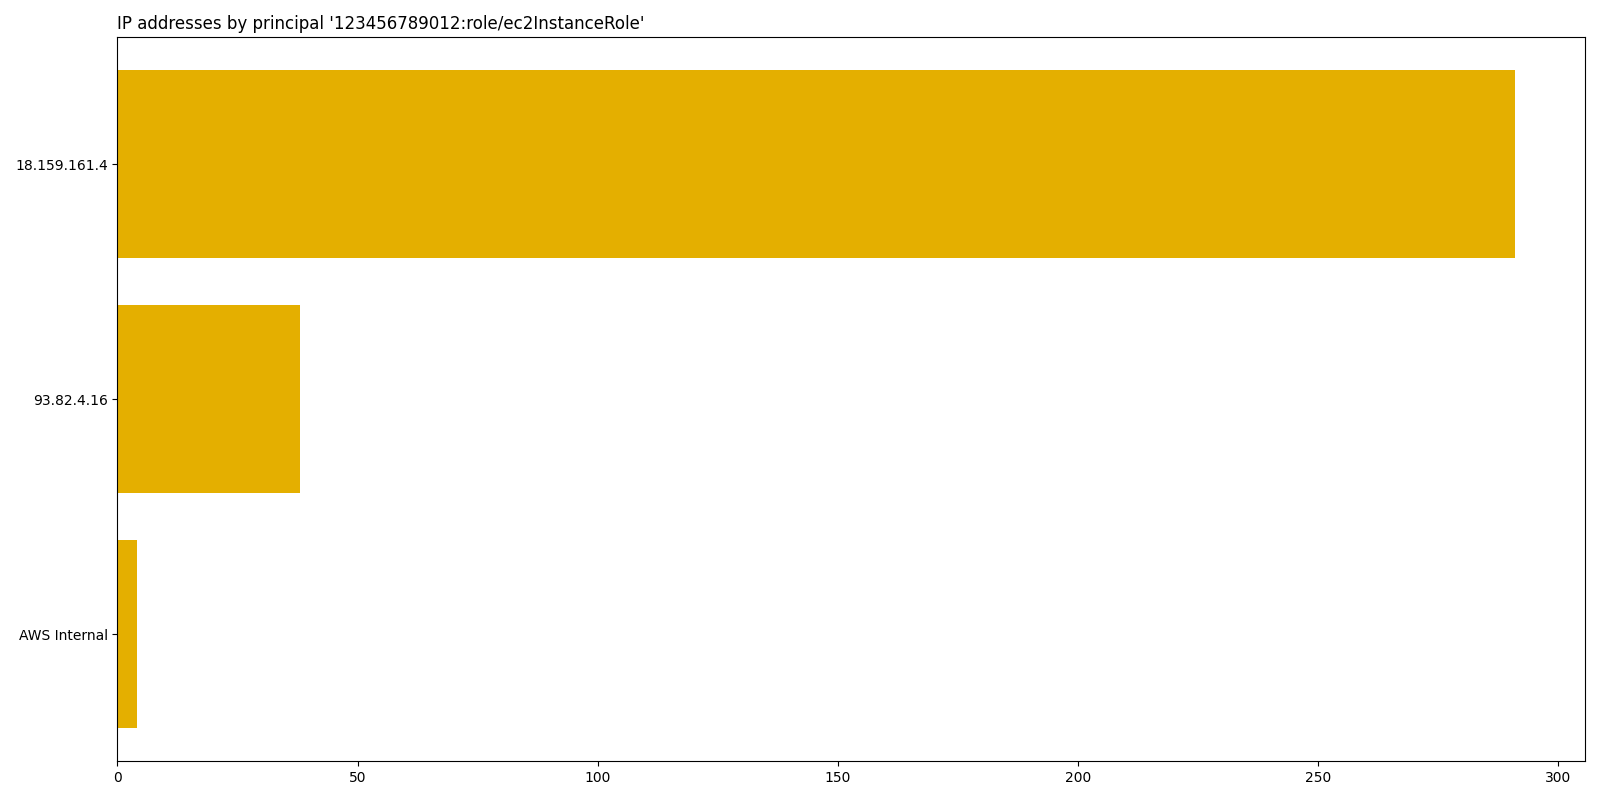 IP addresses by principal '123456789012:role/ec2InstanceRole'
18.159.161.4
93.82.4.16
AWS Internal
0 50 100 150 200 250 300